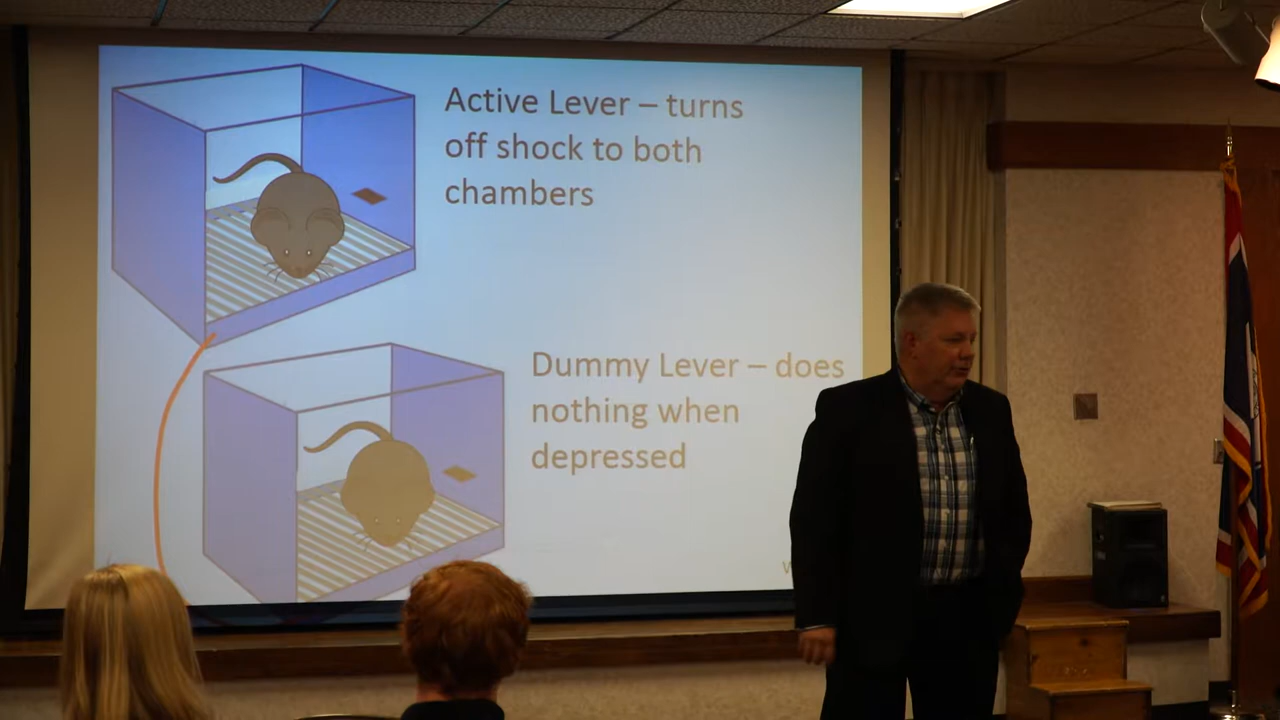 Active Lever – turns
off shock to both
chambers
Dummy Lever – does
nothing when
depressed